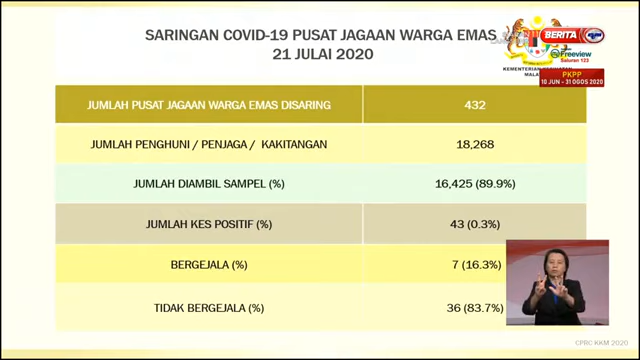 SARINGAN COVID-19 PUSAT JAGAAN WARGA EMAS
21 JULAI 2020
BERITA
Freeview
Saluran 123
KEMENTERIAN KESIHATAN
PKPP
10 JUN - 31 OGOS 2020
JUMLAH PUSAT JAGAAN WARGA EMAS DISARING 432
JUMLAH PENGHUNI / PENJAGA / KAKITANGAN 18,268
JUMLAH DIAMBIL SAMPEL (%) 16,425 (89.9%)
JUMLAH KES POSITIF (%) 43 (0.3%)
BERGEJALA (%) 7 (16.3%)
TIDAK BERGEJALA (%) 36 (83.7%)
CPRC KKM 2020